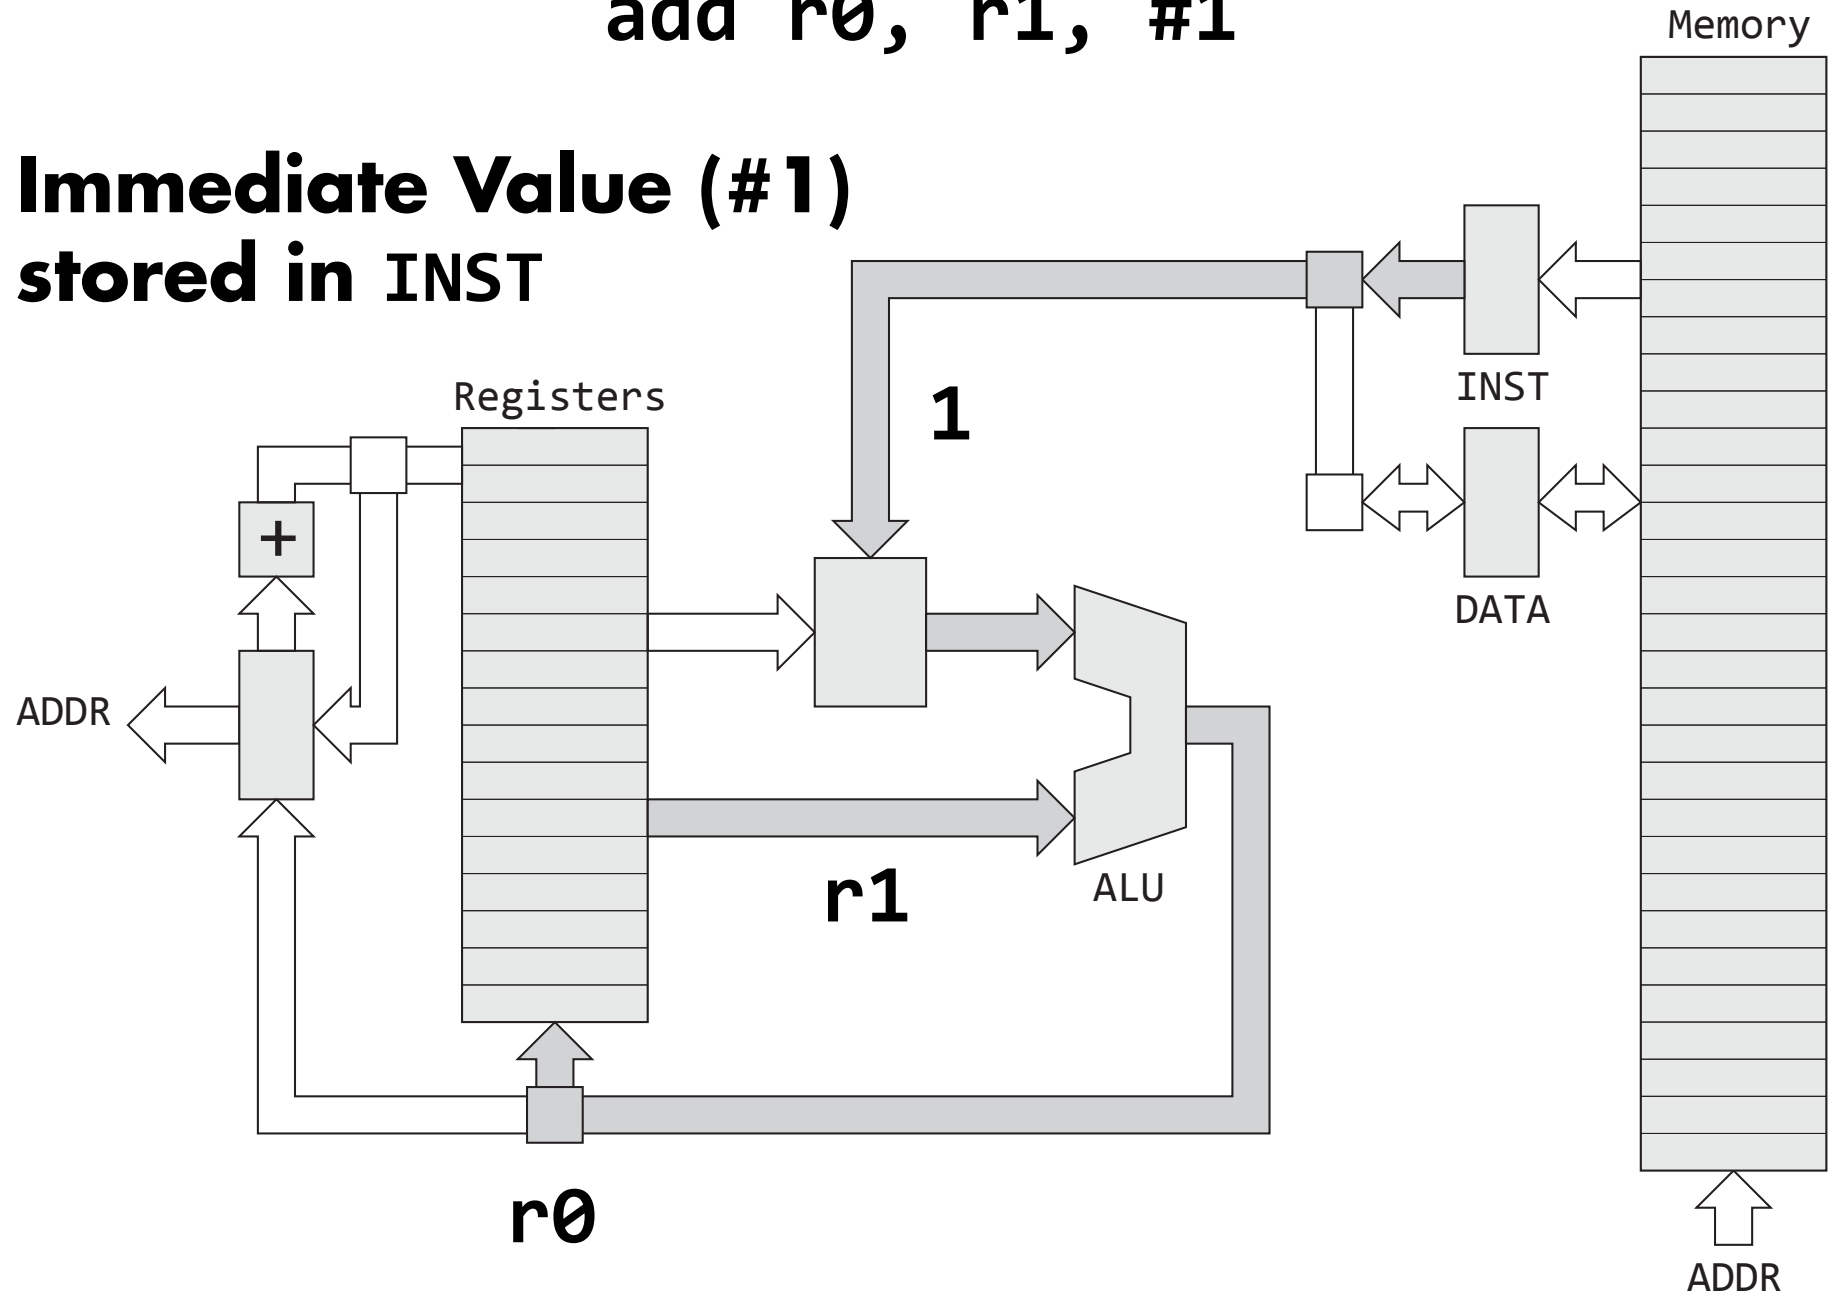 add r0, r1, #1
Memory
Immediate Value (#1)
stored in INST
INST
Registers
1
+
DATA
ADDR
ALU
r1
r0
ADDR